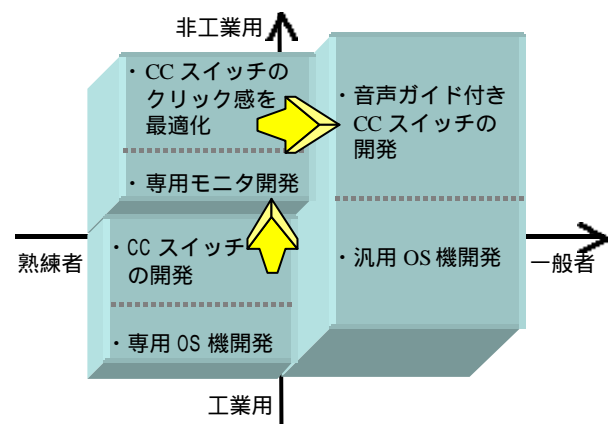 非工業用
・CC スイッチの
クリック感を
最適化
・専用モニタ開発
・音声ガイド付き
CC スイッチの
開発
熟練者
・CC スイッチ
の開発
・専用 OS 機開発
・汎用 OS 機開発
一般者
工業用